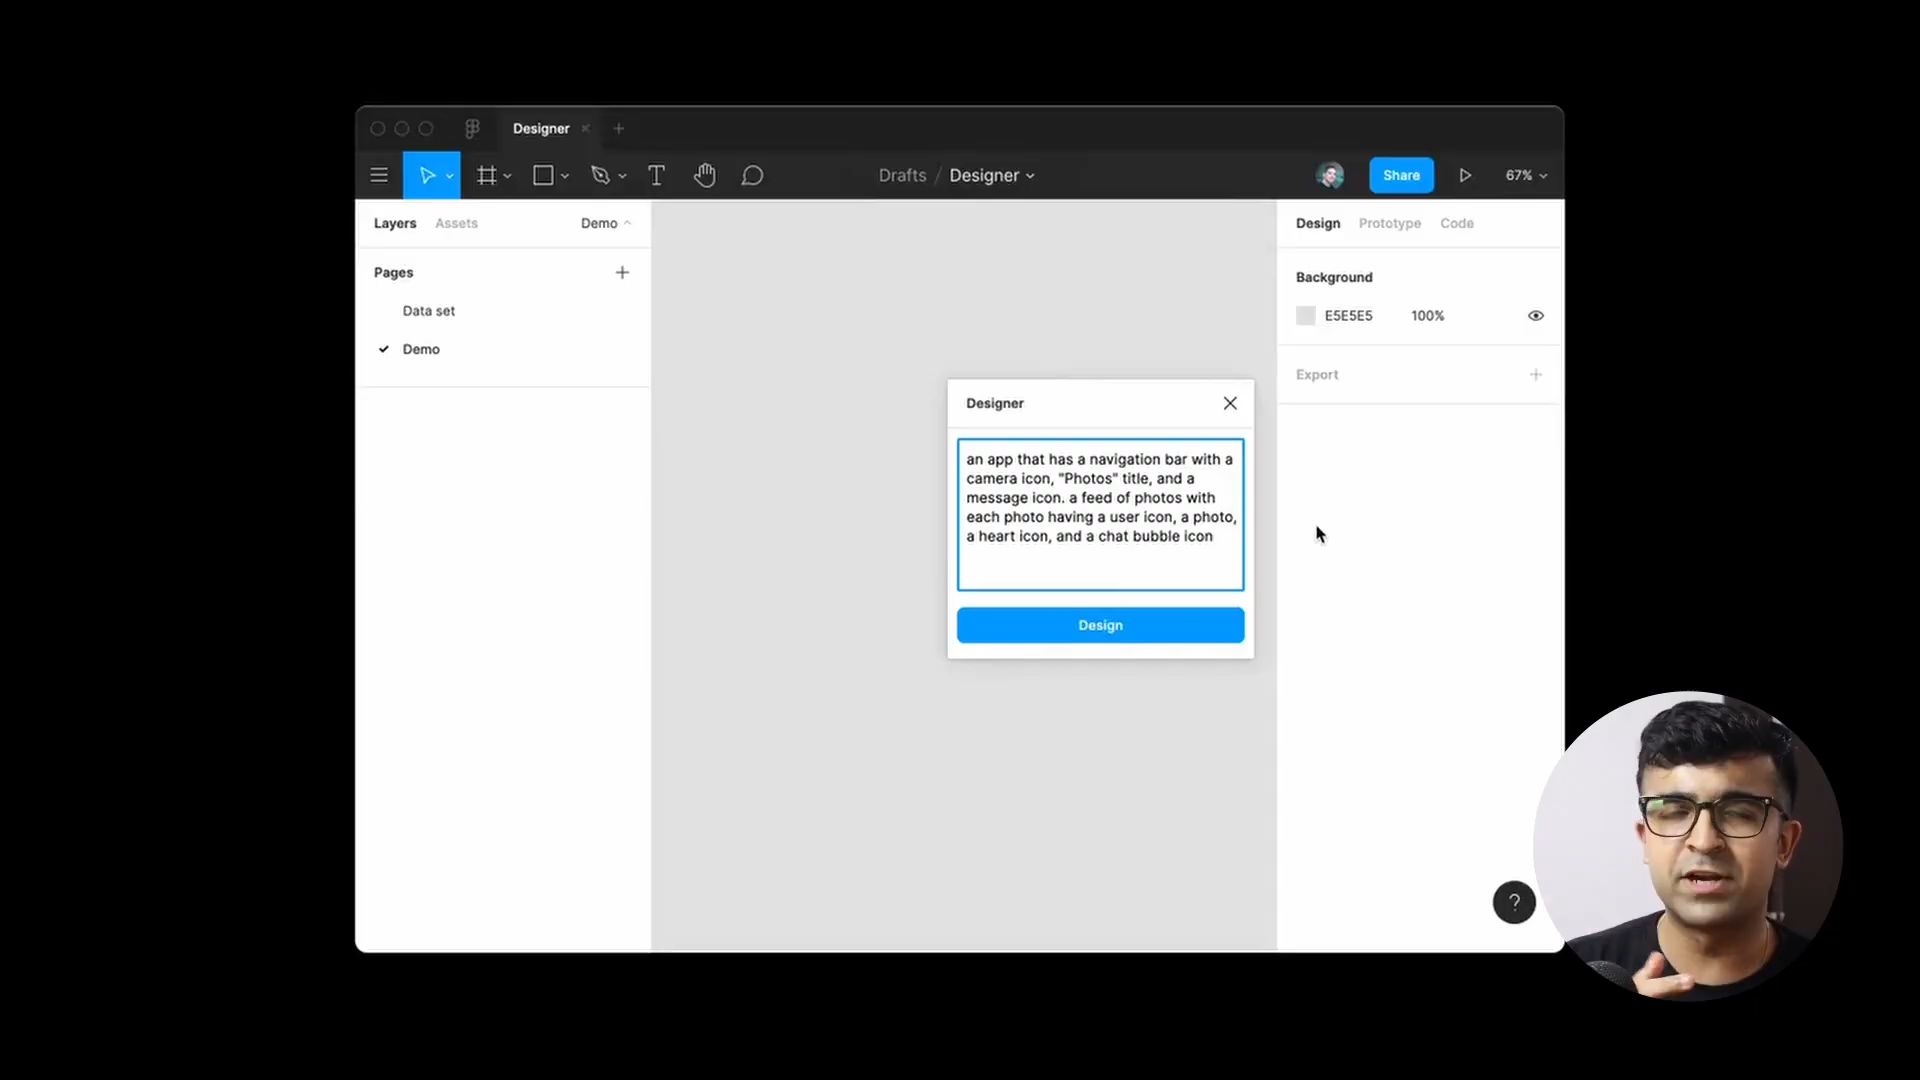 Designer
Drafts / Designer
Share
67%
Layers Assets Demo
Pages
Data set
Demo
Designer
an app that has a navigation bar with a
camera icon, "Photos" title, and a
message icon. a feed of photos with
each photo having a user icon, a photo,
a heart icon, and a chat bubble icon
Design
Design Prototype Code
Background
E5E5E5 100%
Export
?